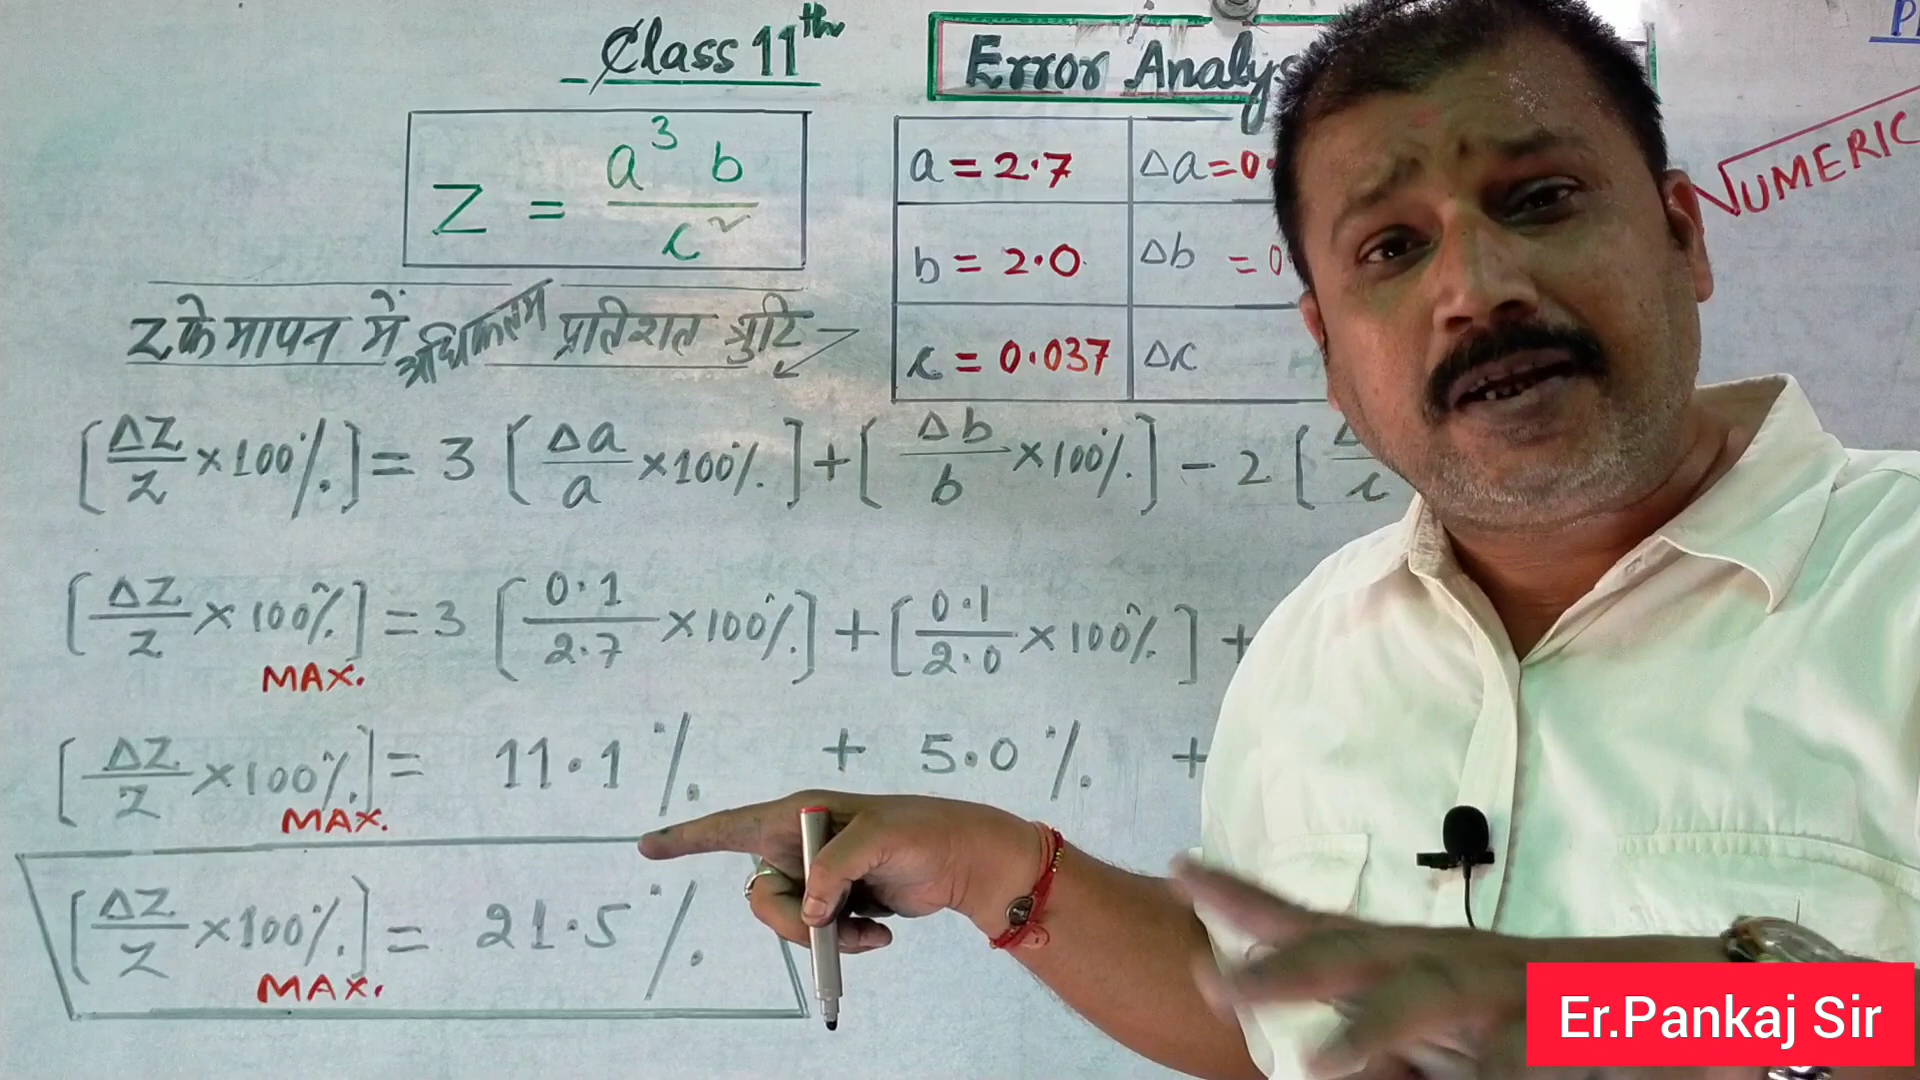 Class 11th
Error Analys
P
NUMERIC
Z = a³ b / c²
a = 2.7 Δa = 0.
b = 2.0 Δb = 0.
c = 0.037 Δc
Z के मापन में अधिकतम प्रतिशत त्रुटि
[ΔZ/Z × 100%] = 3 [Δa/a × 100%] + [Δb/b × 100%] - 2 [Δ/c
[ΔZ/Z × 100%] MAX. = 3 [0.1/2.7 × 100%] + [0.1/2.0 × 100%] +
[ΔZ/Z × 100%] MAX. = 11.1 % + 5.0 % +
[ΔZ/Z × 100%] MAX. = 21.5 %
Er.Pankaj Sir